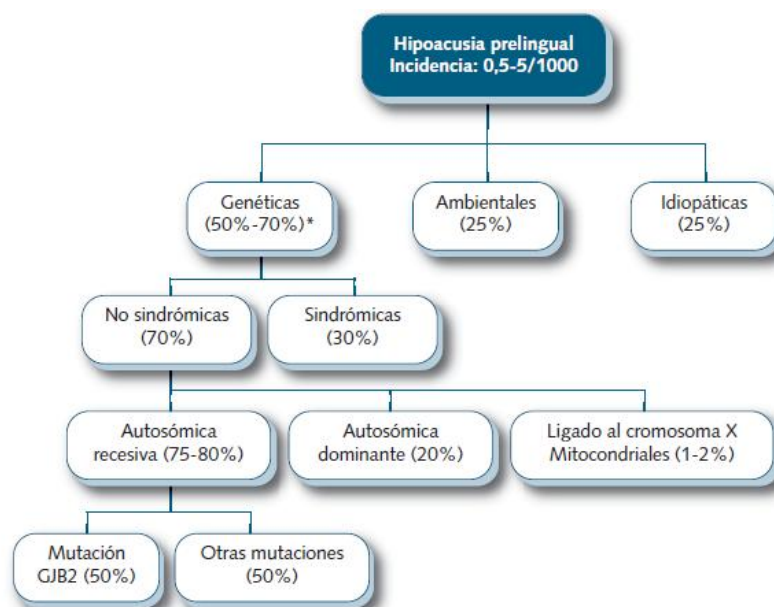 Hipoacusia prelingual
Incidencia: 0,5-5/1000
Genéticas
(50%-70%)*
Ambientales
(25%)
Idiopáticas
(25%)
No sindrómicas
(70%)
Sindrómicas
(30%)
Autosómica
recesiva (75-80%)
Autosómica
dominante (20%)
Ligado al cromosoma X
Mitocondriales (1-2%)
Mutación
GJB2 (50%)
Otras mutaciones
(50%)